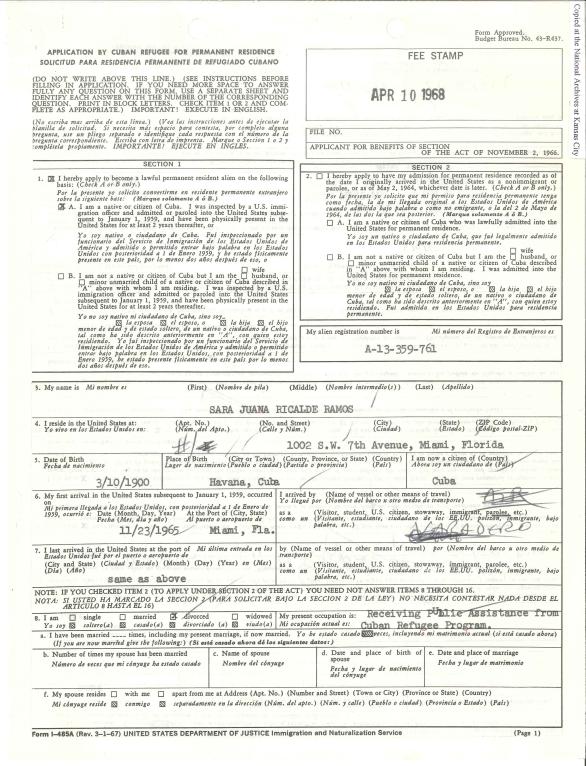 Copied at the National Archives at Kansas City
Form Approved.
Budget Bureau No. 43-R437.
APPLICATION BY CUBAN REFUGEE FOR PERMANENT RESIDENCE
SOLICITUD PARA RESIDENCIA PERMANENTE DE REFUGIADO CUBANO
(DO NOT WRITE ABOVE THIS LINE.) (SEE INSTRUCTIONS BEFORE
FILLING IN APPLICATION. IF YOU NEED MORE SPACE TO ANSWER
FULLY ANY QUESTION ON THIS FORM, USE A SEPARATE SHEET AND
IDENTIFY EACH ANSWER WITH THE NUMBER OF THE CORRESPONDING
QUESTION. PRINT IN BLOCK LETTERS. CHECK ITEM 1 OR 2 AND COM-
PLETE AS APPROPRIATE.) IMPORTANT! EXECUTE IN ENGLISH.
(No escriba mas arriba de esta linea.) (Vea las instrucciones antes de iniciar la
blanilla de solicitud. Si necesita más espacio para contestar, por completo alguna
pregunta, use un pliego separado e identifique cada respuesta con el número de la
pregunta correspondiente. Escriba con letra de imprenta. Marque o Section 1 o 2 y
complétela propiamente. IMPORTANTE! EJECUTE EN INGLES.
FEE STAMP
APR 10 1968
FILE NO.
APPLICANT FOR BENEFITS OF SECTION
OF THE ACT OF NOVEMBER 2, 1966.
SECTION 1
1. I hereby apply to become a lawful permanent resident alien on the following
basis: (Check A or B only.)
Por la presente yo solicito convertirme en residente permanente extranjero
sobre la siguiente base: (Marque solamente A ó B.)
A. I am a native or citizen of Cuba. I was inspected by a U.S. immi-
gration officer and admitted or paroled into the United States subse-
quent to January 1, 1959, and have been physically present in the
United States for at least 2 years thereafter, or
Yo soy nativo o ciudadano de Cuba. Fuí inspeccionado por un
funcionario del Servicio de Inmigración de los Estados Unidos de
América y admitido o permitido entrar bajo palabra en los Estados
Unidos con posterioridad a 1 de Enero 1959, y he estado físicamente
presente en este país, por lo menos dos años después de eso, o
B. I am not a native or citizen of Cuba but I am the wife husband, or
minor unmarried child of a native or citizen of Cuba described in
"A" above with whom I am residing. I was inspected by a U.S.
immigration officer and admitted or paroled into the United States
subsequent to January 1, 1959, and have been physically present in the
United States for at least 2 years thereafter.
Yo no soy nativo ni ciudadano de Cuba, sino soy
la esposa el esposo, o la hija el hijo
menor de edad y de estado soltero, de un nativo o ciudadano de Cuba,
tal como ha sido descrito anteriormente en "A", con quien estoy
residiendo. Yo fuí inspeccionado por un funcionario del Servicio de
Inmigración de los Estados Unidos de América y admitido o permitido
entrar bajo palabra en los Estados Unidos, con posterioridad a 1 de Enero
1959, he estado presente físicamente en este país por lo menos
dos años después de eso.
SECTION 2
2. I hereby apply to have my admission for permanent residence recorded as of
the date I originally arrived in the United States as a nonimmigrant or
parolee, or as of May 2, 1964, whichever date is later. (Check A or B only.)
Por la presente yo solicito que mi permiso para residencia permanente tenga
como fecha, la de mi llegada original a los Estados Unidos de América
cuando admitido bajo palabra o como no emigrante, o la del 2 de Mayo de
1964, de las dos la que sea posterior. (Marque solamente A ó B.)
A. I am a native or citizen of Cuba who was lawfully admitted to the
United States for permanent residence.
Yo soy un nativo o ciudadano de Cuba, que fuí legalmente admitido
en los Estados Unidos para residencia permanente.
B. I am not a native or citizen of Cuba but I am the wife husband, or
minor unmarried child of a native or citizen of Cuba described
in "A" above with whom I am residing. I was admitted into the
United States for permanent residence.
Yo no soy nativo ni ciudadano de Cuba, sino soy
la esposa el esposo, o la hija el hijo
menor de edad y de estado soltero, de un nativo o ciudadano de Cuba,
tal como ha sido descrito anteriormente en "A", con quien estoy
residiendo. Fuí admitido en los Estados Unidos para residencia
permanente.
My alien registration number is Mi número del Registro de Extranjeros es
A-13-359-761
3. My name is Mi nombre es (First) (Nombre de pila) (Middle) (Nombre intermedio(s)) (Last) (Apellido)
SARA JUANA RICALDE RAMOS
4. I reside in the United States at: (Apt. No.) (No. and Street) (City) (State) (ZIP Code)
Yo vivo en los Estados Unidos en: (Núm. del Apto.) (Calle y Núm.) (Ciudad) (Estado) (Código postal-ZIP)
1002 S.W. 7th Avenue, Miami, Florida
5. Date of Birth Place of Birth (City or Town) (County, Province, or State) (Country) I am now a citizen of (Country)
Fecha de nacimiento Lugar de nacimiento (Pueblo o ciudad) (Partido o provincia) (País) Ahora soy un ciudadano de (País)
3/10/1900 Havana, Cuba Cuba
6. My first arrival in the United States subsequent to January 1, 1959, occurred
on
Mi primera llegada a los Estados Unidos, con posterioridad a 1 de Enero de
1959, ocurrió e: Date (Month, Day, Year) At the Port of (City, State)
Fecha (Mes, día y año) Al puerto o aeropuerto de
11/23/1965 Miami, Fla.
I arrived by (Name of vessel or other means of travel)
Yo llegué por (Nombre del barco u otro medio de transporte)
as a (Visitor, student, U.S. citizen, stowaway, immigrant, parolee, etc.)
como un (Visitante, estudiante, ciudadano de los EE.UU. polizón, inmigrante, bajo
palabra, etc.)
7. I last arrived in the United States at the port of Mi última entrada en los
Estados Unidos fué por el puerto o aeropuerto de
(City and State) (Ciudad y Estado) (Month) (Day) (Year) en (Mes)
(Día) (Año)
same as above
by (Name of vessel or other means of travel) por (Nombre del barco u otro medio de
transporte)
as a (Visitor, student, U.S. citizen, stowaway, immigrant, parolee, etc.)
como un (Visitante, estudiante, ciudadano de los EE.UU. polizón, inmigrante, bajo
palabra, etc.)
NOTE: IF YOU CHECKED ITEM 2 (TO APPLY UNDER SECTION 2 OF THE ACT) YOU NEED NOT ANSWER ITEMS 8 THROUGH 16.
NOTA: SI USTED HA MARCADO LA SECCION 2 (PARA SOLICITAR BAJO LA SECCION 2 DE LA LEY) NO NECESITA CONTESTAR NADA DESDE EL
ARTICULO 8 HASTA EL 16)
8. I am single married divorced widowed My present occupation is: Receiving Public Assistance from
Yo soy soltero(a) casado(a) divorciado(a) viudo(a) Mi ocupación actual es: Cuban Refugee Program.
a. I have been married ..... times, including my present marriage, if now married. Yo he estado casado veces, incluyendo mi matrimonio actual (si está casado ahora)
(If you are now married give the following:) (Si está casado ahora dé los siguientes datos:)
b. Number of times my spouse has been married
Número de veces que mi cónyuge ha estado casado
c. Name of spouse
Nombre del cónyuge
d. Date and place of birth of
spouse
Fecha y lugar de nacimiento
del cónyuge
e. Date and place of marriage
Fecha y lugar de matrimonio
f. My spouse resides with me apart from me at Address (Apt. No.) (Number and Street) (Town or City) (Province or State) (Country)
Mi cónyuge reside conmigo separadamente en la dirección (Núm. del apto.) (Núm. y calle) (Pueblo o ciudad) (Provincia o Estado) (País)
Form I-485A (Rev. 3-1-67) UNITED STATES DEPARTMENT OF JUSTICE Immigration and Naturalization Service (Page 1)